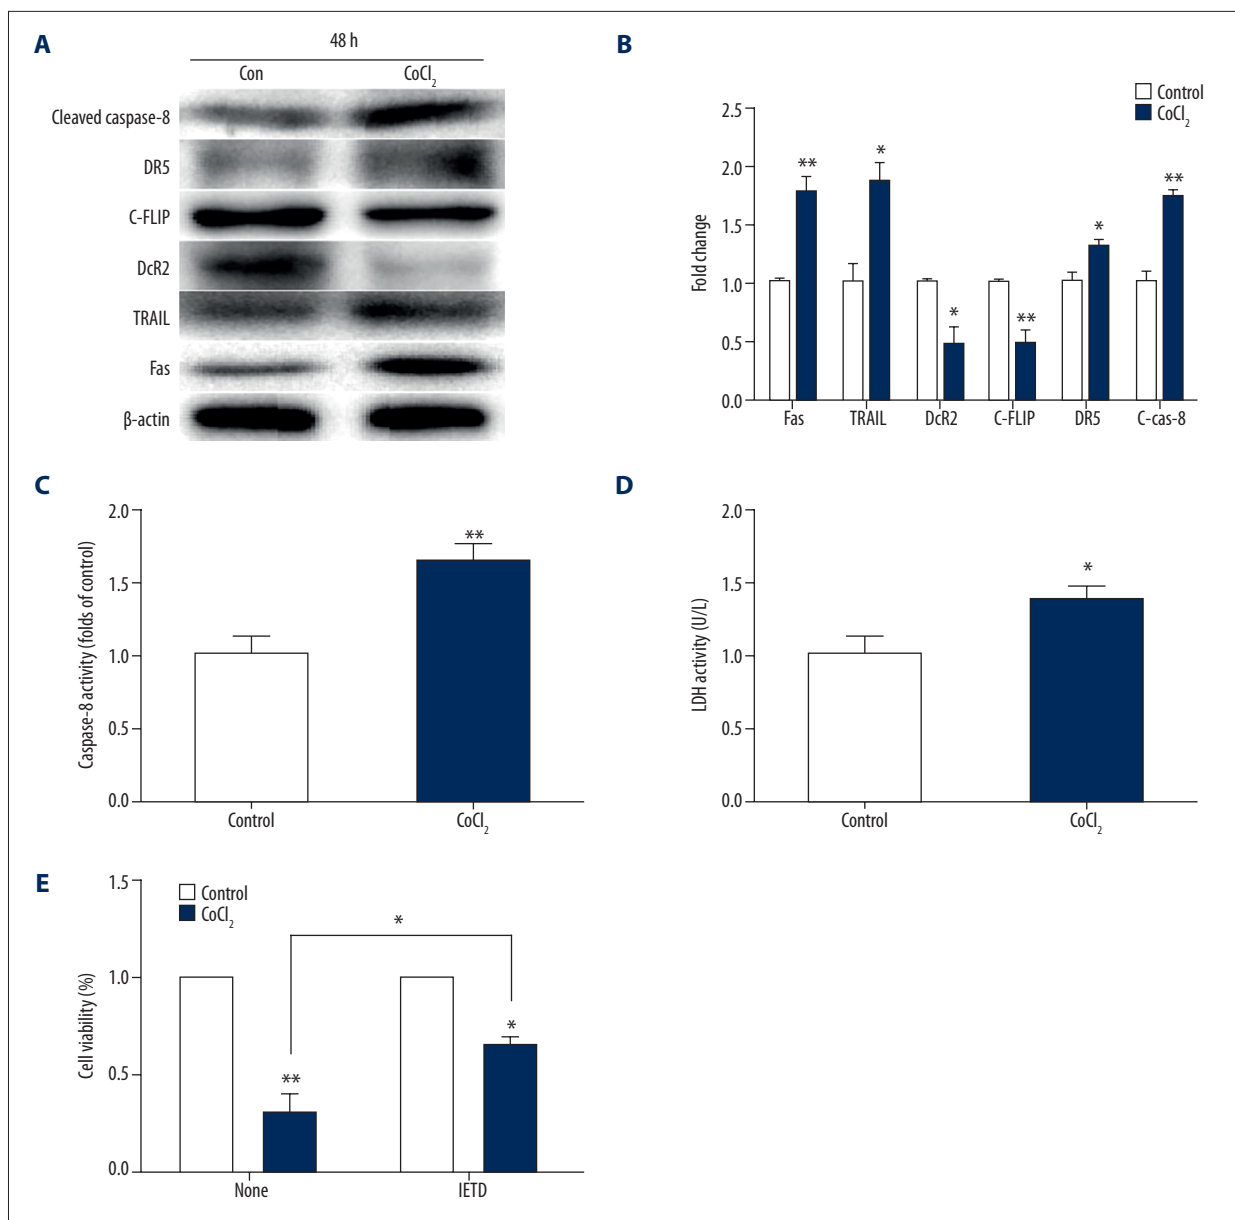 A
48 h
Con CoCl₂
Cleaved caspase-8
DR5
C-FLIP
DcR2
TRAIL
Fas
β-actin
B
Control
CoCl₂
Fold change
2.5
2.0
1.5
1.0
0.5
0.0
** * * ** * **
Fas TRAIL DcR2 C-FLIP DR5 C-cas-8
C
Caspase-8 activity (folds of control)
2.0
1.5
1.0
0.5
0.0
**
Control CoCl₂
D
LDH activity (U/L)
2.0
1.5
1.0
0.5
0.0
*
Control CoCl₂
E
Control
CoCl₂
Cell viability (%)
1.5
1.0
0.5
0.0
*
*
**
None IETD